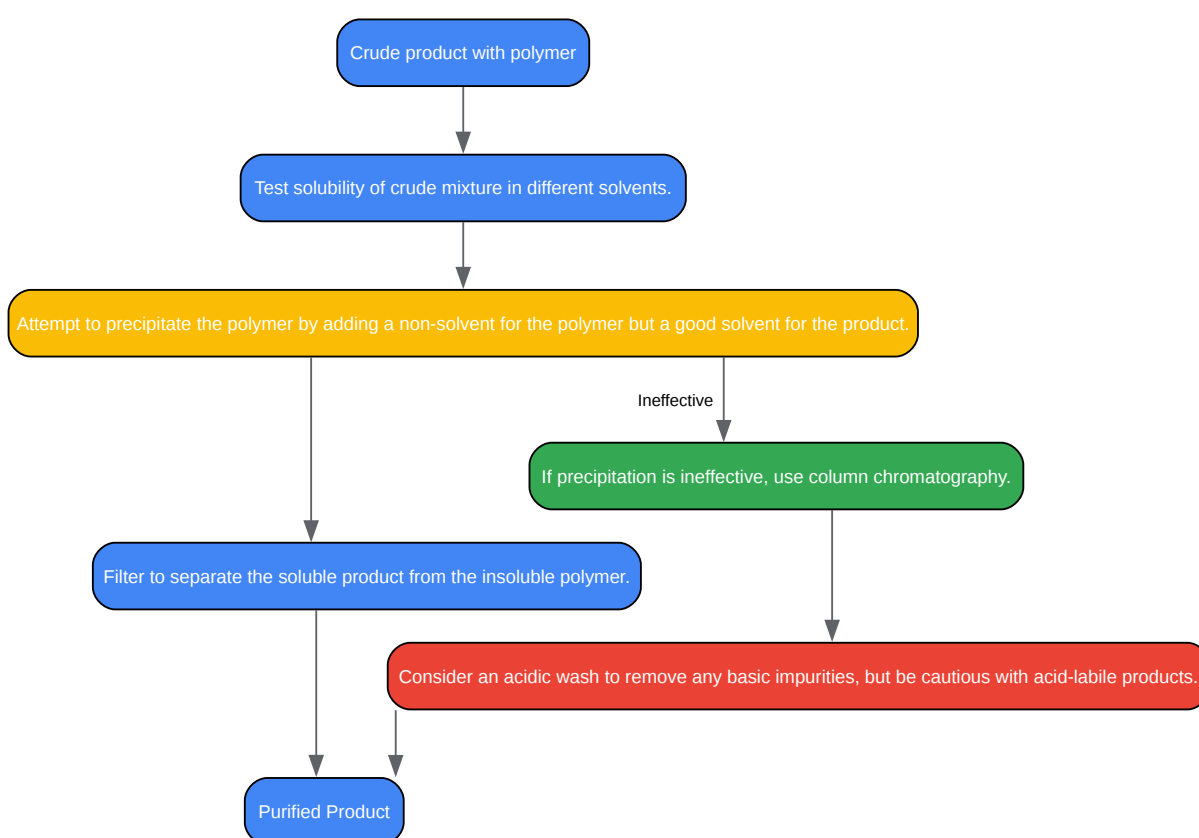 Crude product with polymer
Test solubility of crude mixture in different solvents.
Attempt to precipitate the polymer by adding a non-solvent for the polymer but a good solvent for the product.
Ineffective
If precipitation is ineffective, use column chromatography.
Filter to separate the soluble product from the insoluble polymer.
Consider an acidic wash to remove any basic impurities, but be cautious with acid-labile products.
Purified Product